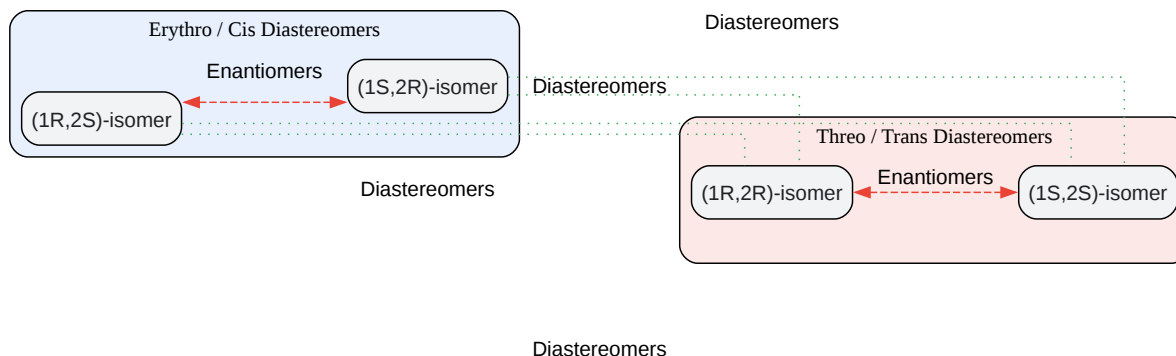 Diastereomers
Erythro / Cis Diastereomers
Enantiomers
(1S,2R)-isomer
Diastereomers
(1R,2S)-isomer
Threo / Trans Diastereomers
Diastereomers
Enantiomers
(1R,2R)-isomer
(1S,2S)-isomer
Diastereomers